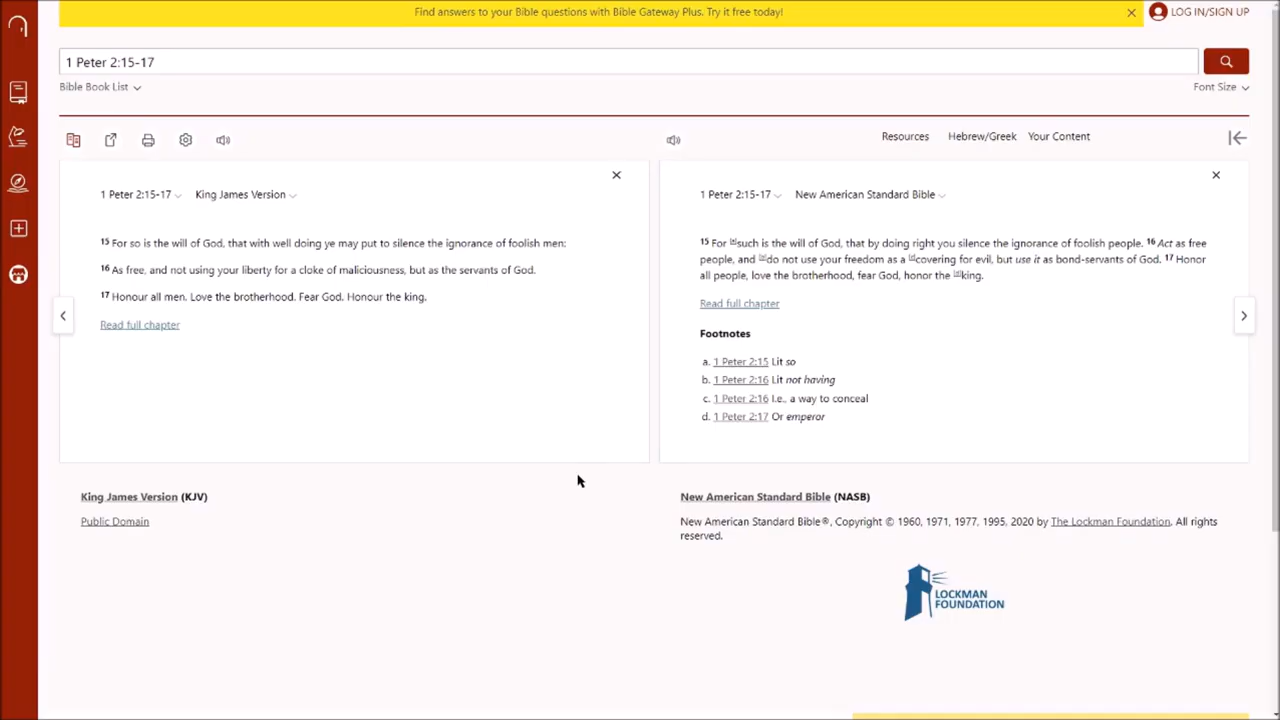 Find answers to your Bible questions with Bible Gateway Plus. Try it free today!
LOG IN/SIGN UP
1 Peter 2:15-17
Bible Book List
Font Size
Resources Hebrew/Greek Your Content
1 Peter 2:15-17 King James Version
15 For so is the will of God, that with well doing ye may put to silence the ignorance of foolish men:
16 As free, and not using your liberty for a cloke of maliciousness, but as the servants of God.
17 Honour all men. Love the brotherhood. Fear God. Honour the king.
Read full chapter
1 Peter 2:15-17 New American Standard Bible
15 For [a]such is the will of God, that by doing right you silence the ignorance of foolish people. 16 Act as free
people, and [b]do not use your freedom as a [c]covering for evil, but use it as bond-servants of God. 17 Honor
all people, love the brotherhood, fear God, honor the [d]king.
Read full chapter
Footnotes
a. 1 Peter 2:15 Lit so
b. 1 Peter 2:16 Lit not having
c. 1 Peter 2:16 I.e., a way to conceal
d. 1 Peter 2:17 Or emperor
King James Version (KJV)
Public Domain
New American Standard Bible (NASB)
New American Standard Bible®, Copyright © 1960, 1971, 1977, 1995, 2020 by The Lockman Foundation. All rights
reserved.
LOCKMAN
FOUNDATION